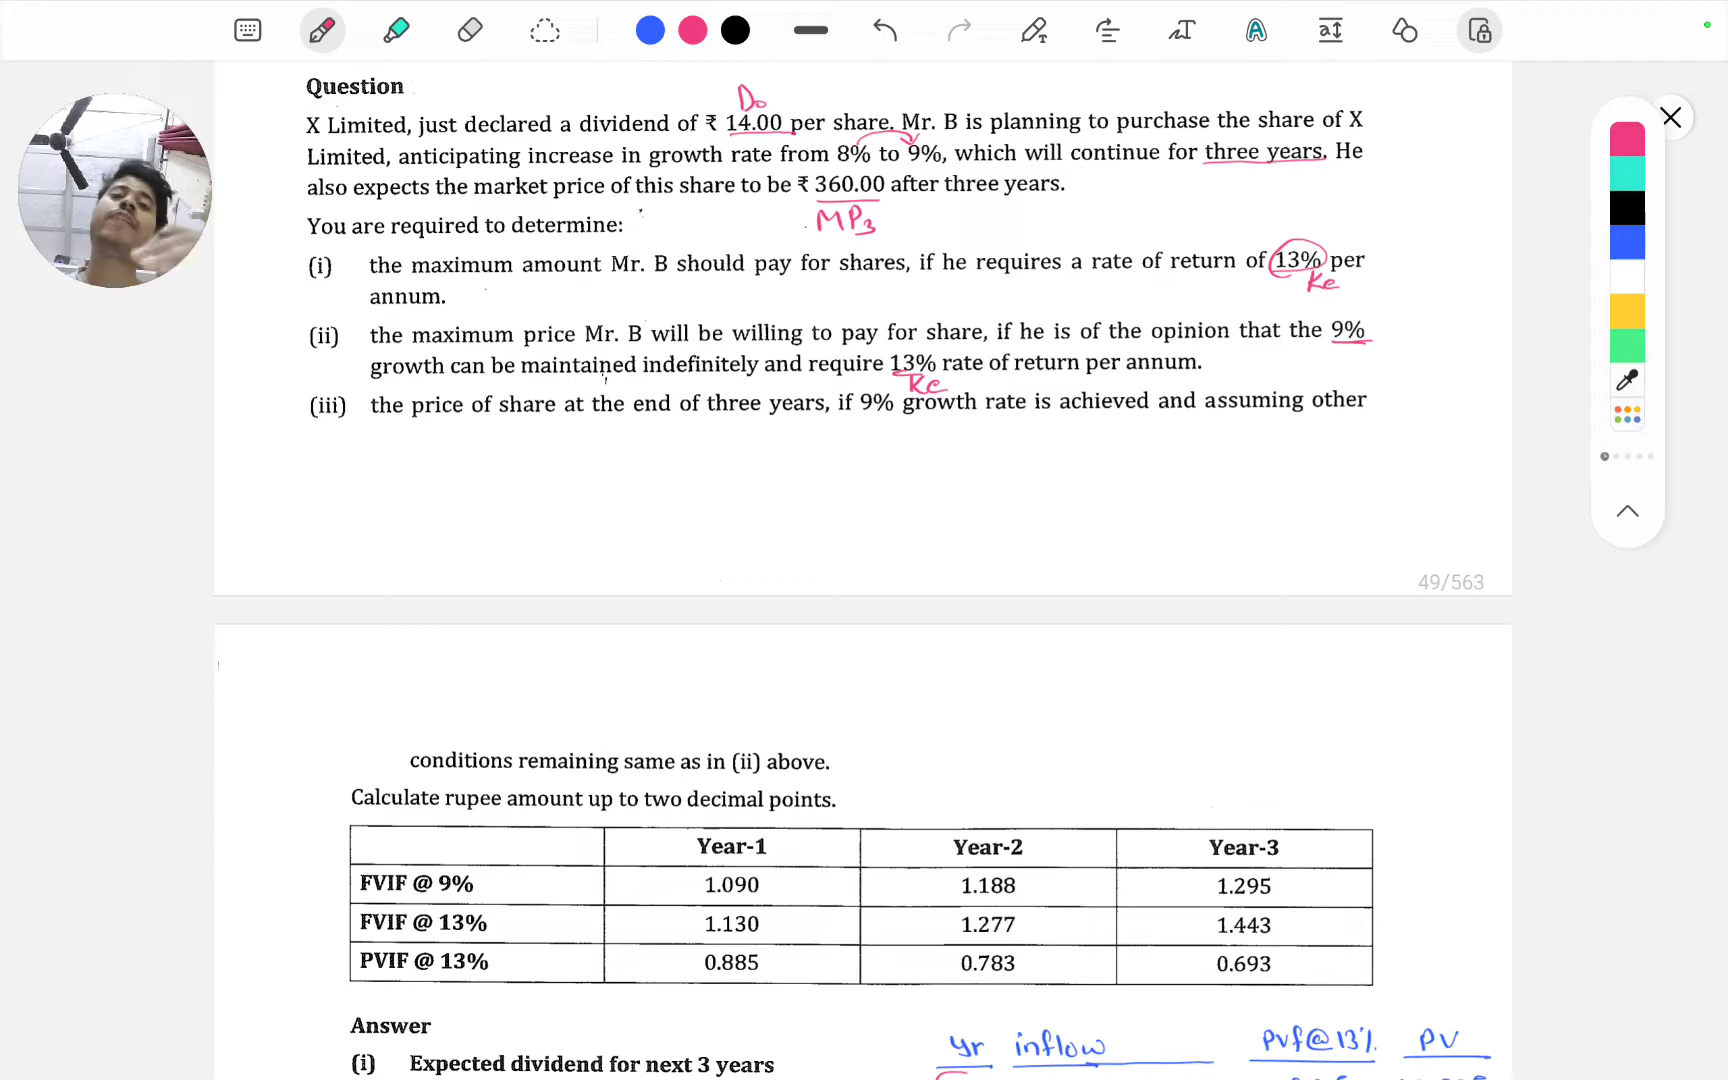 Question
Do
X Limited, just declared a dividend of ₹ 14.00 per share. Mr. B is planning to purchase the share of X
Limited, anticipating increase in growth rate from 8% to 9%, which will continue for three years. He
also expects the market price of this share to be ₹ 360.00 after three years.
MP3
You are required to determine:
(i) the maximum amount Mr. B should pay for shares, if he requires a rate of return of 13% per
Ke
annum.
(ii) the maximum price Mr. B will be willing to pay for share, if he is of the opinion that the 9%
growth can be maintained indefinitely and require 13% rate of return per annum.
Ke
(iii) the price of share at the end of three years, if 9% growth rate is achieved and assuming other
49/563
conditions remaining same as in (ii) above.
Calculate rupee amount up to two decimal points.
Year-1 Year-2 Year-3
FVIF @ 9% 1.090 1.188 1.295
FVIF @ 13% 1.130 1.277 1.443
PVIF @ 13% 0.885 0.783 0.693
Answer
yr inflow Pvf@13%. PV
(i) Expected dividend for next 3 years